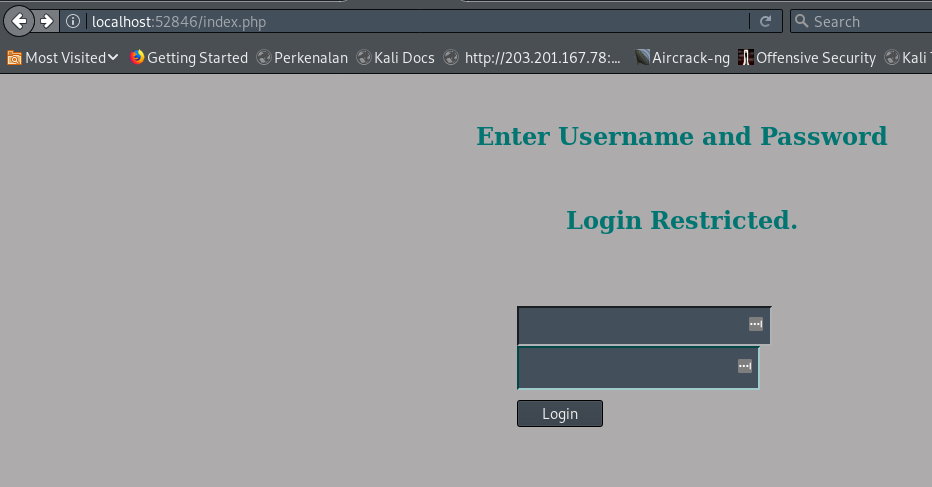 localhost:52846/index.php
Search
Most Visited Getting Started Perkenalan Kali Docs http://203.201.167.78:... Aircrack-ng Offensive Security Kali T
Enter Username and Password
Login Restricted.
Login